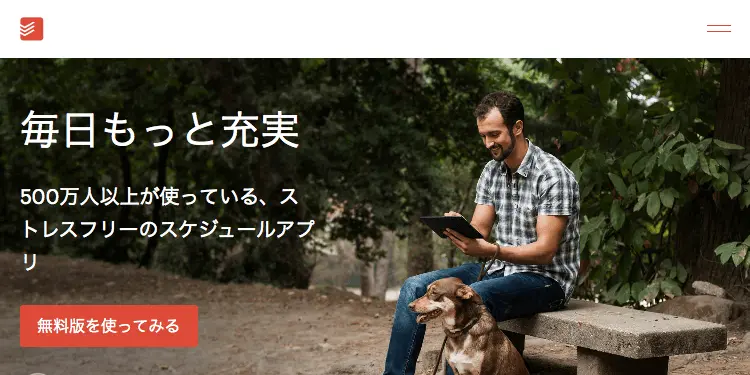 毎日もっと充実
500万人以上が使っている、ス
トレスフリーのスケジュールアプ
リ
無料版を使ってみる